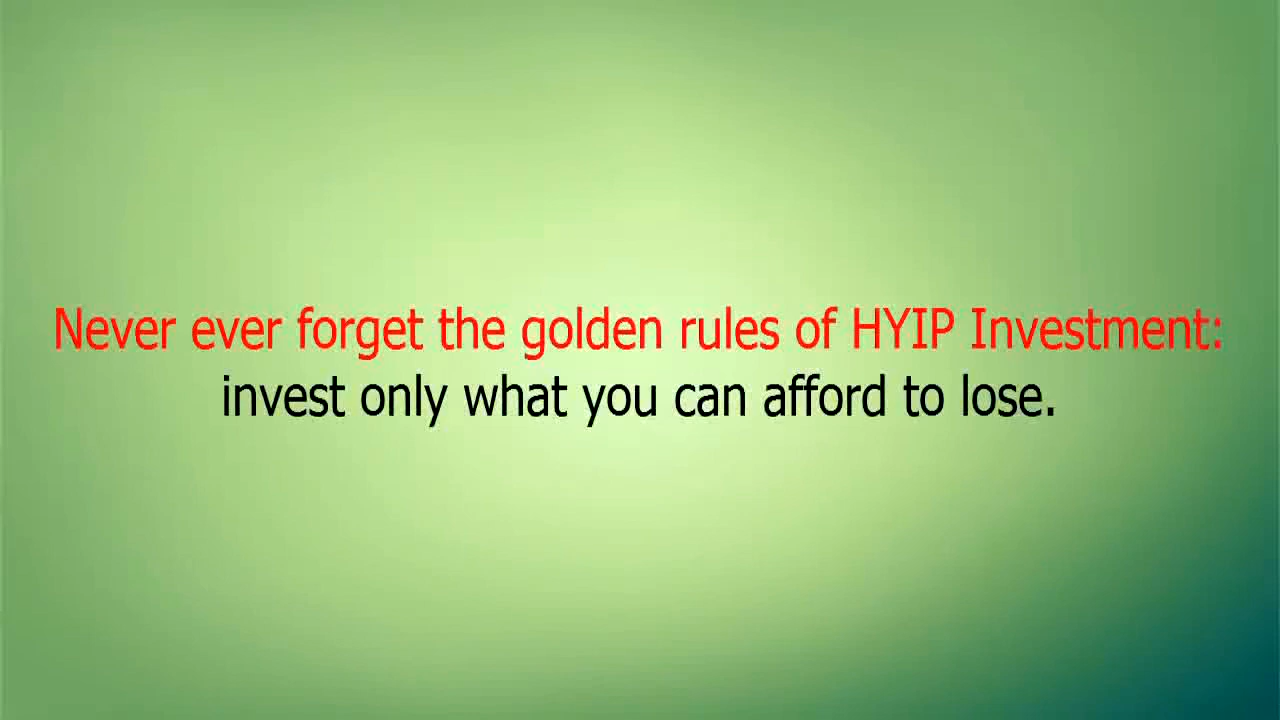 Never ever forget the golden rules of HYIP Investment:
invest only what you can afford to lose.